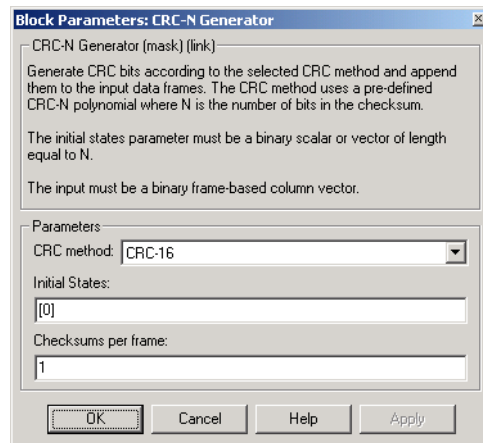 Block Parameters: CRC-N Generator
CRC-N Generator (mask) (link)
Generate CRC bits according to the selected CRC method and append
them to the input data frames. The CRC method uses a pre-defined
CRC-N polynomial where N is the number of bits in the checksum.
The initial states parameter must be a binary scalar or vector of length
equal to N.
The input must be a binary frame-based column vector.
Parameters
CRC method: CRC-16
Initial States:
[0]
Checksums per frame:
1
OK Cancel Help Apply